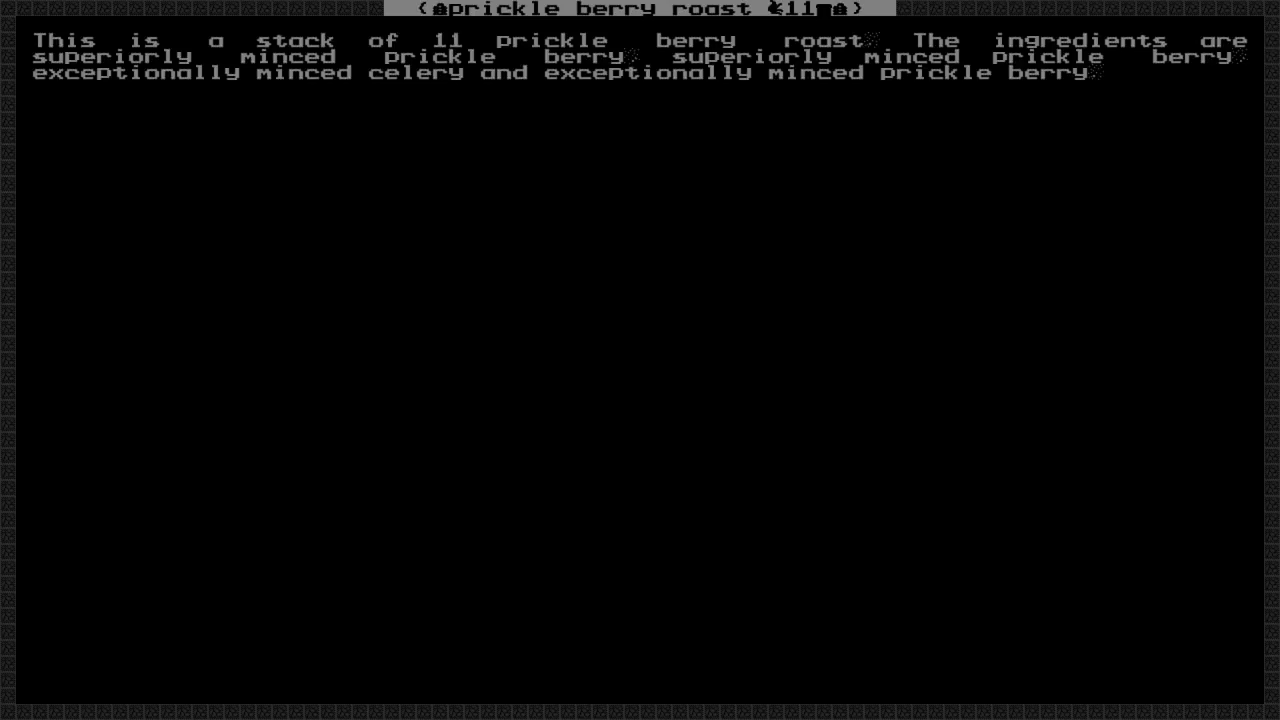 (prickle berry roast 11)
This is a stack of 11 prickle berry roast. The ingredients are
superiorly minced prickle berry, superiorly minced prickle berry,
exceptionally minced celery and exceptionally minced prickle berry.